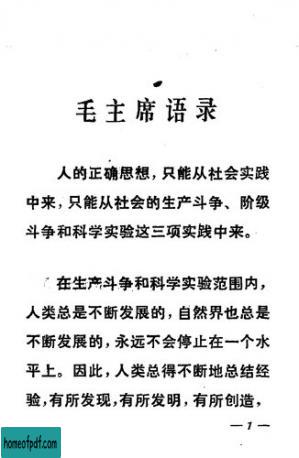 毛主席语录
人的正确思想，只能从社会实践
中来，只能从社会的生产斗争、阶级
斗争和科学实验这三项实践中来。
在生产斗争和科学实验范围内，
人类总是不断发展的，自然界也总是
不断发展的，永远不会停止在一个水
平上。因此，人类总得不断地总结经
验，有所发现，有所发明，有所创造，
— 1 —
homeofpdf.com
homeofpdf.com